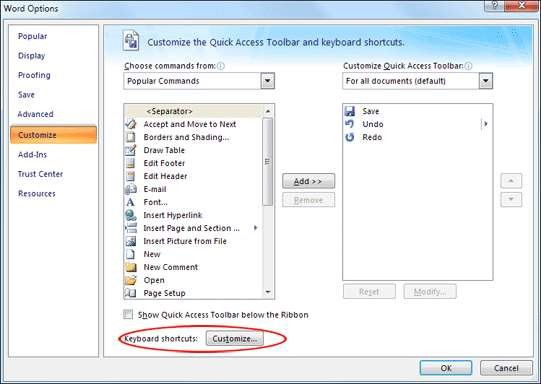 Word Options
Popular
Display
Proofing
Save
Advanced
Customize
Add-Ins
Trust Center
Resources
Customize the Quick Access Toolbar and keyboard shortcuts.
Choose commands from:
Popular Commands
<Separator>
Accept and Move to Next
Borders and Shading...
Draw Table
Edit Footer
Edit Header
E-mail
Font...
Insert Hyperlink
Insert Page and Section ...
Insert Picture from File
New
New Comment
Open
Page Setup
Add >>
Remove
Customize Quick Access Toolbar:
For all documents (default)
Save
Undo
Redo
Reset
Modify...
Show Quick Access Toolbar below the Ribbon
Keyboard shortcuts: Customize...
OK
Cancel